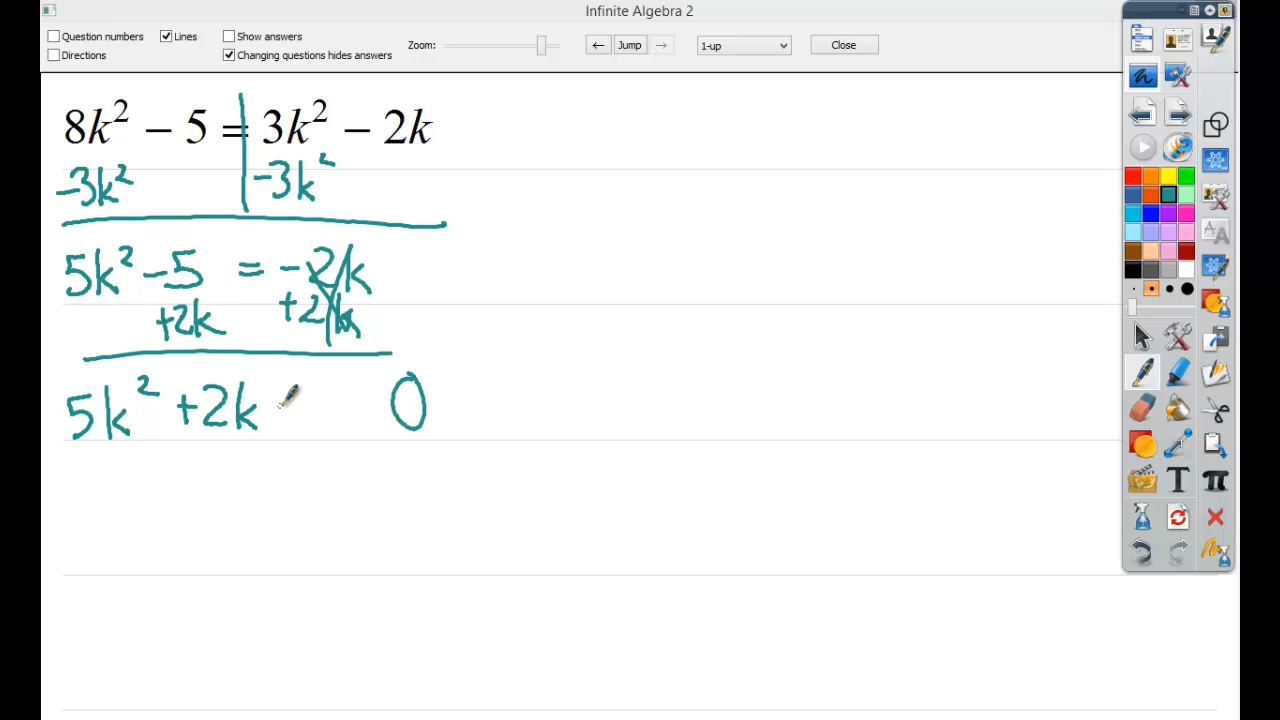 Infinite Algebra 2
Question numbers Lines Show answers Zoom: ← Jump → up Close
Directions Changing questions hides answers
8k² − 5 = 3k² − 2k
-3k² -3k²
5k² -5 = -2k
+2k +2k
5k² +2k 0